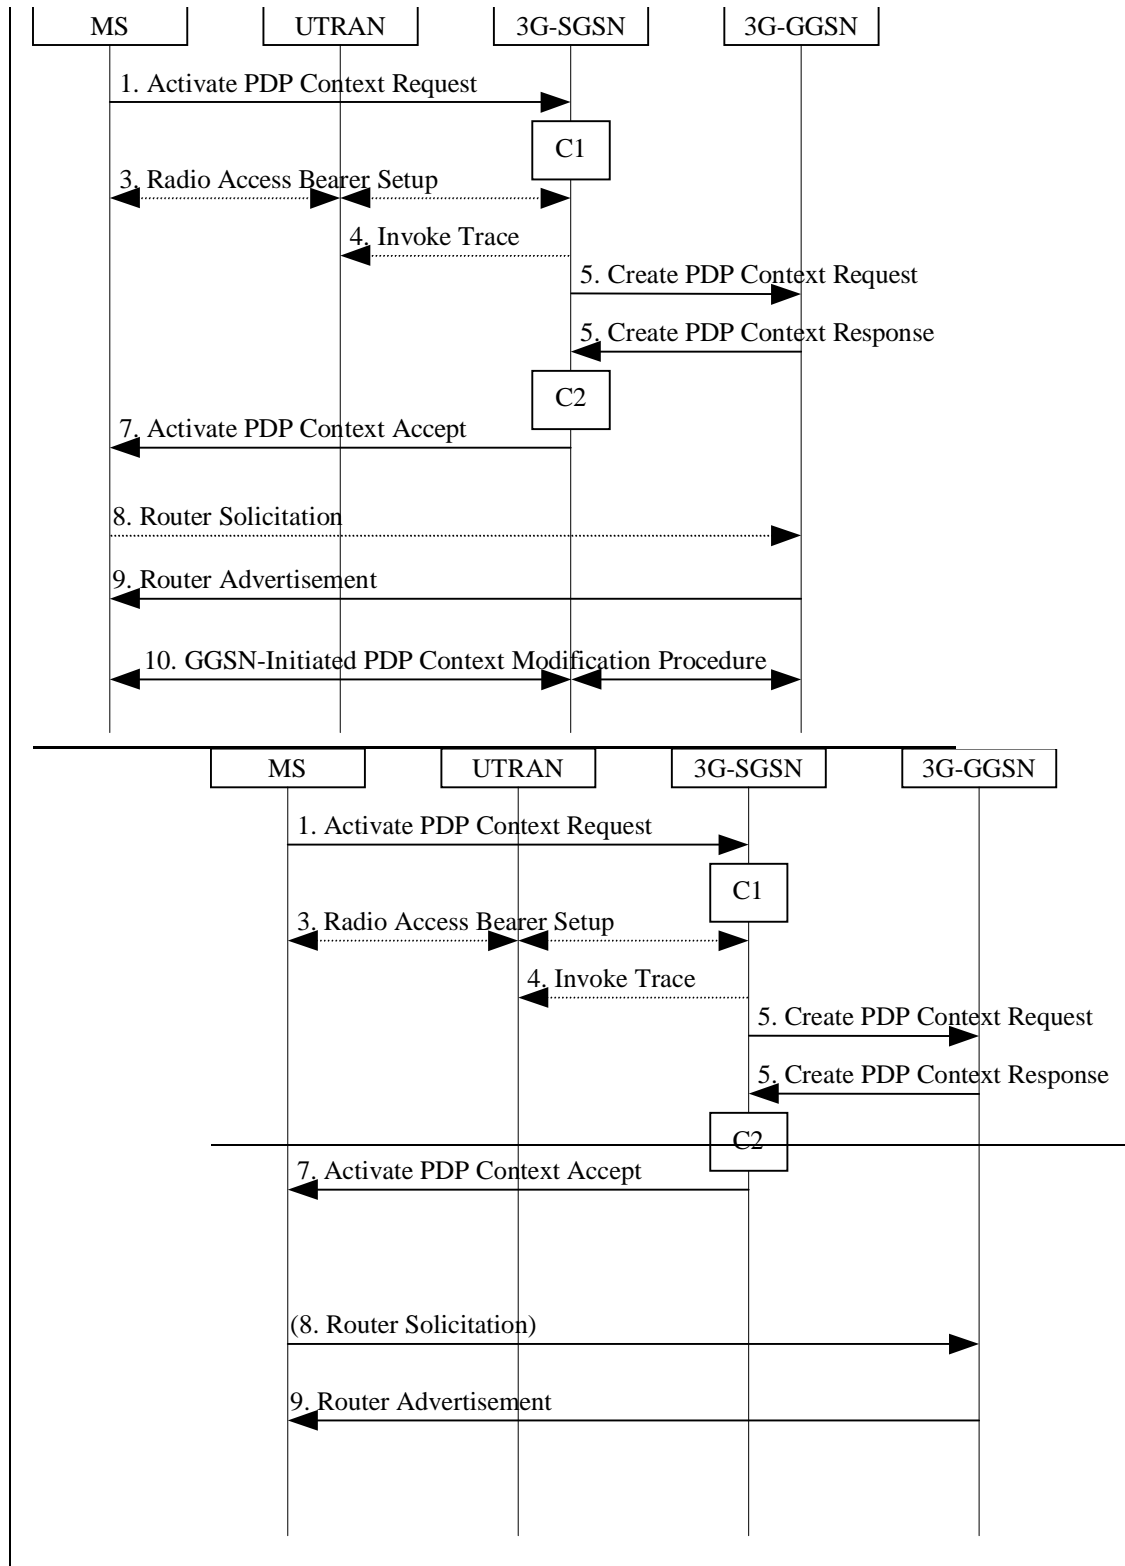 MS UTRAN 3G-SGSN 3G-GGSN
1. Activate PDP Context Request
C1
3. Radio Access Bearer Setup
4. Invoke Trace
5. Create PDP Context Request
5. Create PDP Context Response
C2
7. Activate PDP Context Accept
8. Router Solicitation
9. Router Advertisement
10. GGSN-Initiated PDP Context Modification Procedure
MS UTRAN 3G-SGSN 3G-GGSN
1. Activate PDP Context Request
C1
3. Radio Access Bearer Setup
4. Invoke Trace
5. Create PDP Context Request
5. Create PDP Context Response
C2
7. Activate PDP Context Accept
(8. Router Solicitation)
9. Router Advertisement